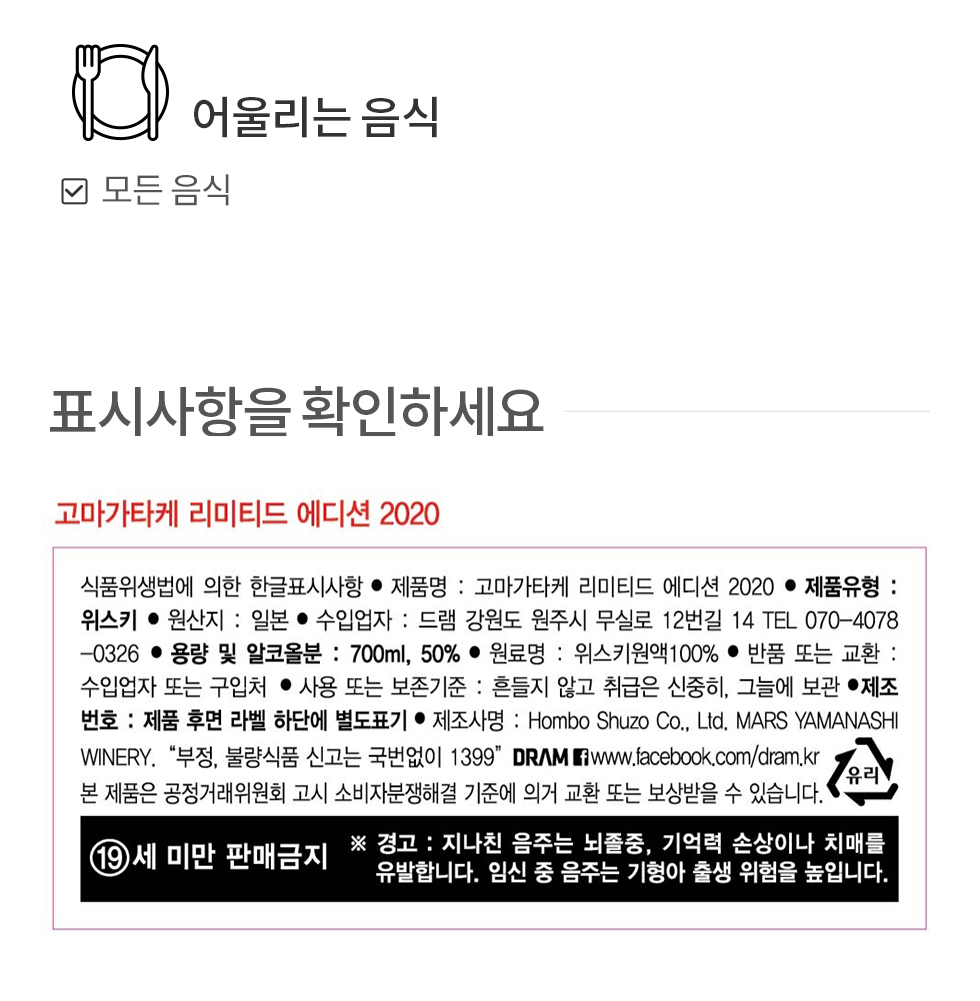 어울리는 음식
모든 음식
표시사항을 확인하세요
고마가타케 리미티드 에디션 2020
식품위생법에 의한 한글표시사항 ● 제품명 : 고마가타케 리미티드 에디션 2020 ● 제품유형 :
위스키 ● 원산지 : 일본 ● 수입업자 : 드램 강원도 원주시 무실로 12번길 14 TEL 070-4078
-0326 ● 용량 및 알코올분 : 700ml, 50% ● 원료명 : 위스키원액100% ● 반품 또는 교환 :
수입업자 또는 구입처 ● 사용 또는 보존기준 : 흔들지 않고 취급은 신중히, 그늘에 보관 ●제조
번호 : 제품 후면 라벨 하단에 별도표기 ● 제조사명 : Hombo Shuzo Co., Ltd. MARS YAMANASHI
WINERY. “부정, 불량식품 신고는 국번없이 1399” DRAM f www.facebook.com/dram.kr
본 제품은 공정거래위원회 고시 소비자분쟁해결 기준에 의거 교환 또는 보상받을 수 있습니다.
유리
⑲세 미만 판매금지
※ 경고 : 지나친 음주는 뇌졸중, 기억력 손상이나 치매를
유발합니다. 임신 중 음주는 기형아 출생 위험을 높입니다.